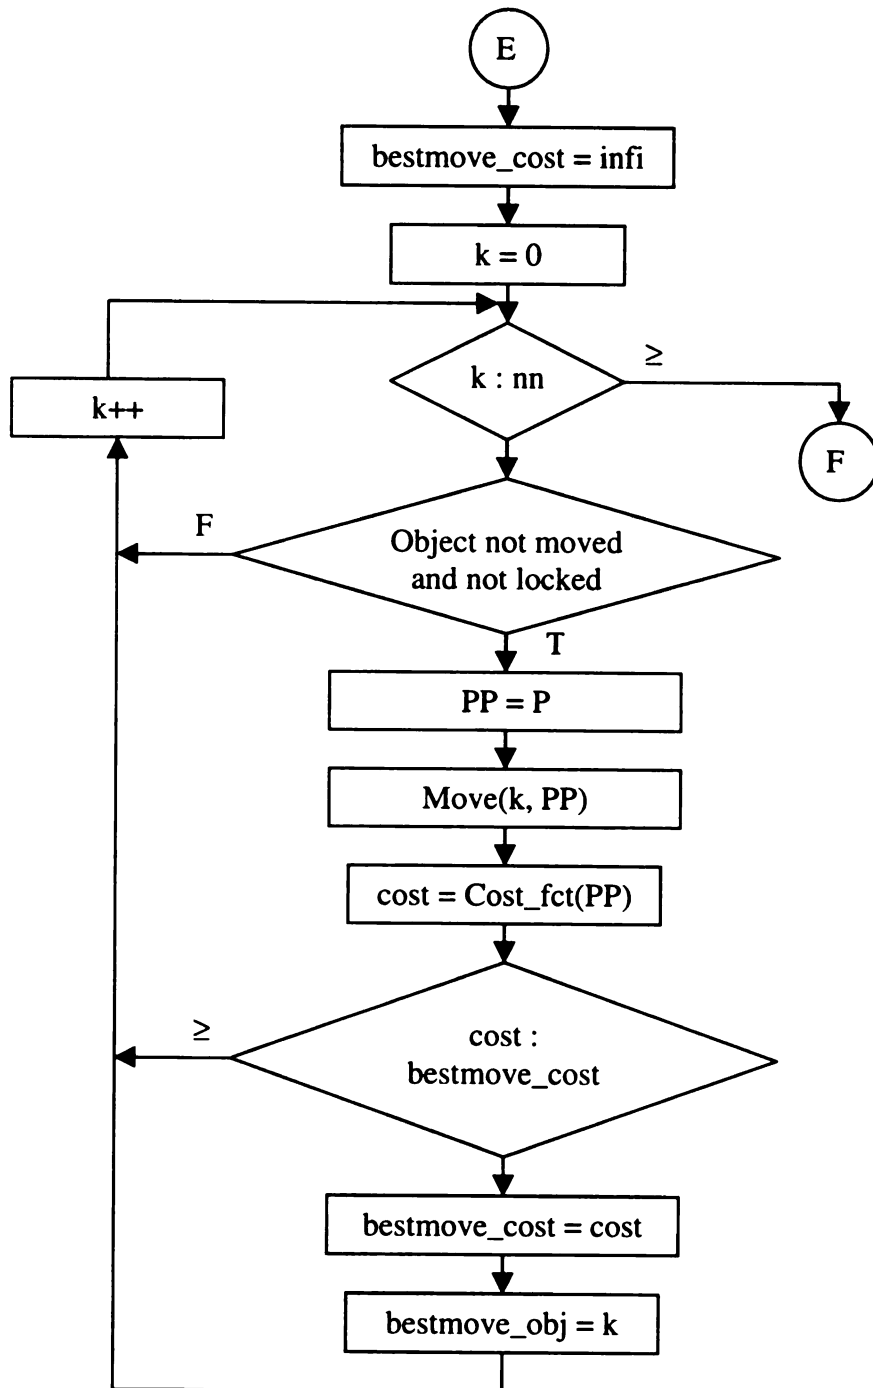 E
bestmove_cost = infi
k = 0
k : nn
≥
k++
F
F
Object not moved
and not locked
T
PP = P
Move(k, PP)
cost = Cost_fct(PP)
≥
cost :
bestmove_cost
bestmove_cost = cost
bestmove_obj = k